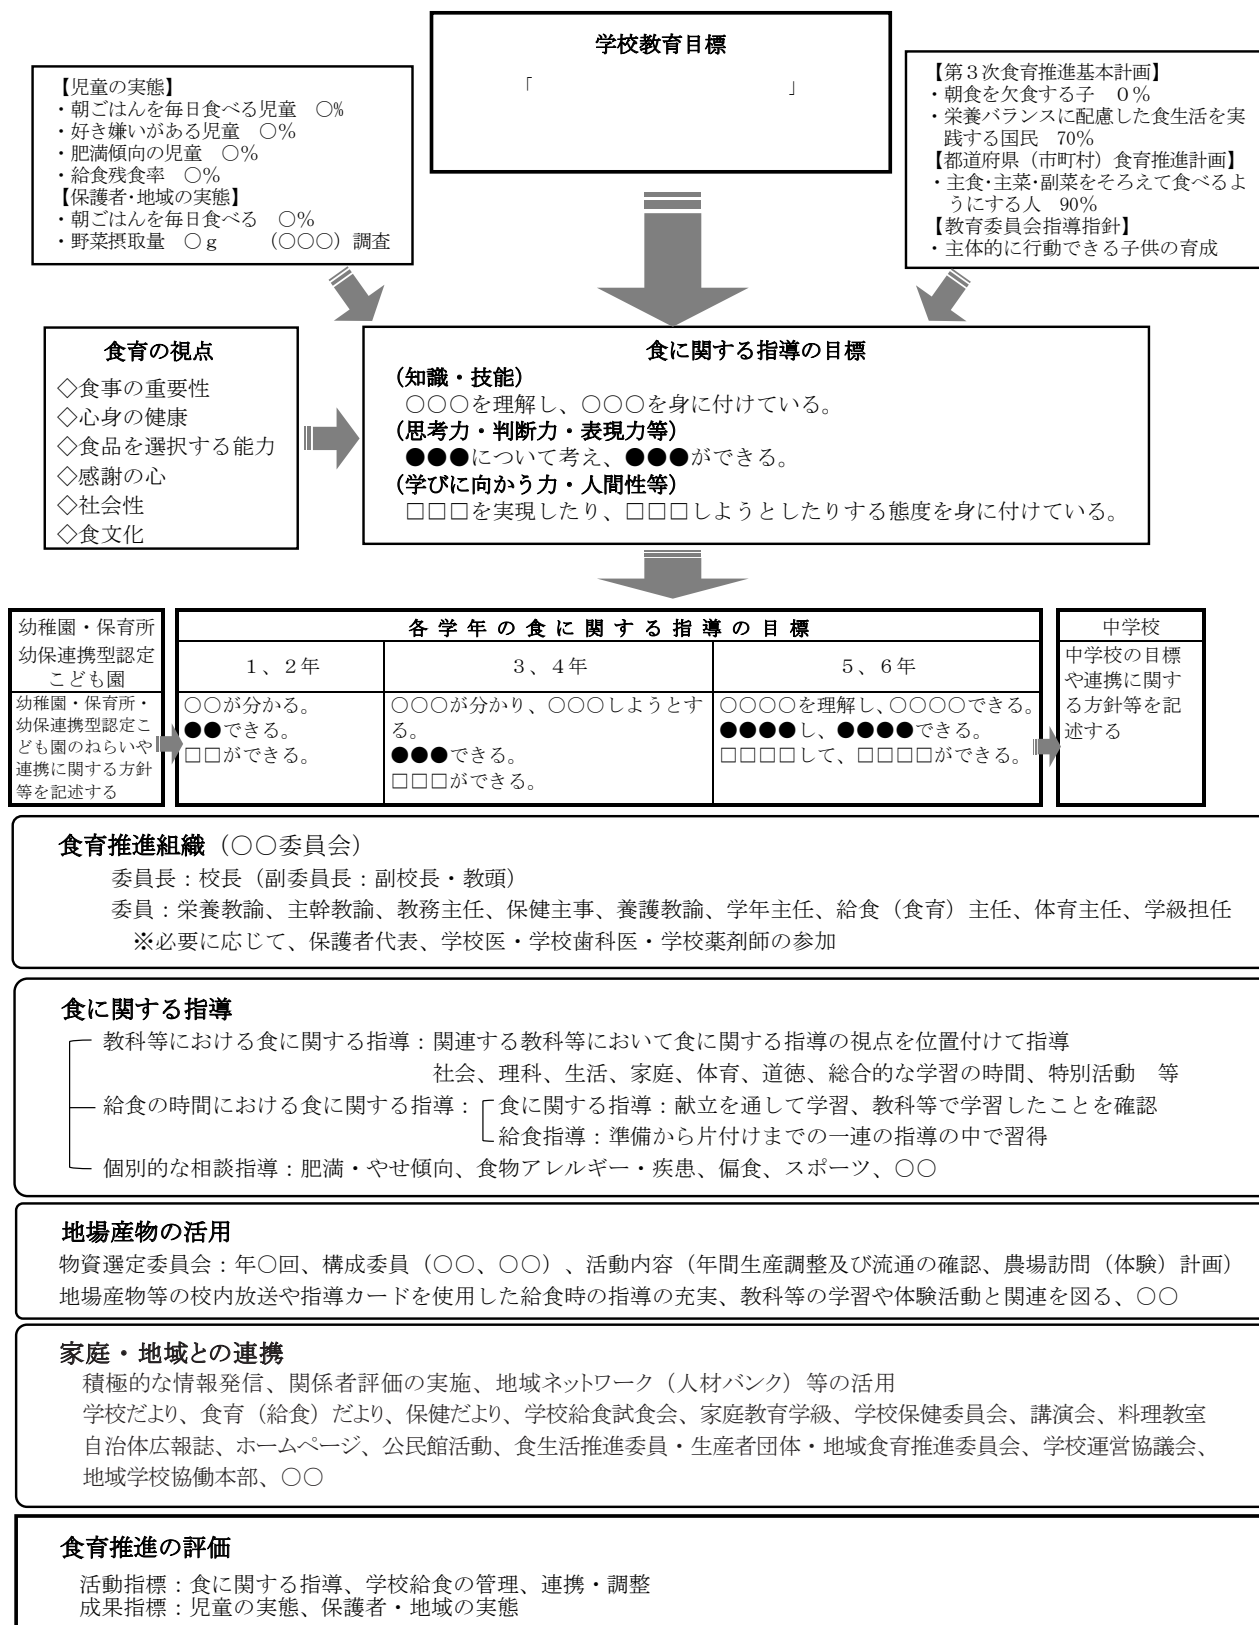 学校教育目標
「　　　　　　　　　　　　」
【児童の実態】
・朝ごはんを毎日食べる児童　○%
・好き嫌いがある児童　○%
・肥満傾向の児童　○%
・給食残食率　○%
【保護者・地域の実態】
・朝ごはんを毎日食べる　○%
・野菜摂取量　○g　　（○○○）調査
【第３次食育推進基本計画】
・朝食を欠食する子　０%
・栄養バランスに配慮した食生活を実
践する国民　70%
【都道府県（市町村）食育推進計画】
・主食・主菜・副菜をそろえて食べるよ
うにする人　90%
【教育委員会指導指針】
・主体的に行動できる子供の育成
食育の視点
◇食事の重要性
◇心身の健康
◇食品を選択する能力
◇感謝の心
◇社会性
◇食文化
食に関する指導の目標
（知識・技能）
○○○を理解し、○○○を身に付けている。
（思考力・判断力・表現力等）
●●●について考え、●●●ができる。
（学びに向かう力・人間性等）
□□□を実現したり、□□□しようとしたりする態度を身に付けている。
幼稚園・保育所
幼保連携型認定
こども園
幼稚園・保育所・
幼保連携型認定こ
ども園のねらいや
連携に関する方針
等を記述する
各学年の食に関する指導の目標
１、２年
○○が分かる。
●●できる。
□□ができる。
３、４年
○○○が分かり、○○○しようとす
る。
●●●できる。
□□□ができる。
５、６年
○○○○を理解し、○○○○できる。
●●●●し、●●●●できる。
□□□□して、□□□□ができる。
中学校
中学校の目標
や連携に関す
る方針等を記
述する
食育推進組織（○○委員会）
委員長：校長（副委員長：副校長・教頭）
委員：栄養教諭、主幹教諭、教務主任、保健主事、養護教諭、学年主任、給食（食育）主任、体育主任、学級担任
※必要に応じて、保護者代表、学校医・学校歯科医・学校薬剤師の参加
食に関する指導
教科等における食に関する指導：関連する教科等において食に関する指導の視点を位置付けて指導
社会、理科、生活、家庭、体育、道徳、総合的な学習の時間、特別活動　等
給食の時間における食に関する指導：食に関する指導：献立を通して学習、教科等で学習したことを確認
給食指導：準備から片付けまでの一連の指導の中で習得
個別的な相談指導：肥満・やせ傾向、食物アレルギー・疾患、偏食、スポーツ、○○
地場産物の活用
物資選定委員会：年○回、構成委員（○○、○○）、活動内容（年間生産調整及び流通の確認、農場訪問（体験）計画）
地場産物等の校内放送や指導カードを使用した給食時の指導の充実、教科等の学習や体験活動と関連を図る、○○
家庭・地域との連携
積極的な情報発信、関係者評価の実施、地域ネットワーク（人材バンク）等の活用
学校だより、食育（給食）だより、保健だより、学校給食試食会、家庭教育学級、学校保健委員会、講演会、料理教室
自治体広報誌、ホームページ、公民館活動、食生活推進委員・生産者団体・地域食育推進委員会、学校運営協議会、
地域学校協働本部、○○
食育推進の評価
活動指標：食に関する指導、学校給食の管理、連携・調整
成果指標：児童の実態、保護者・地域の実態